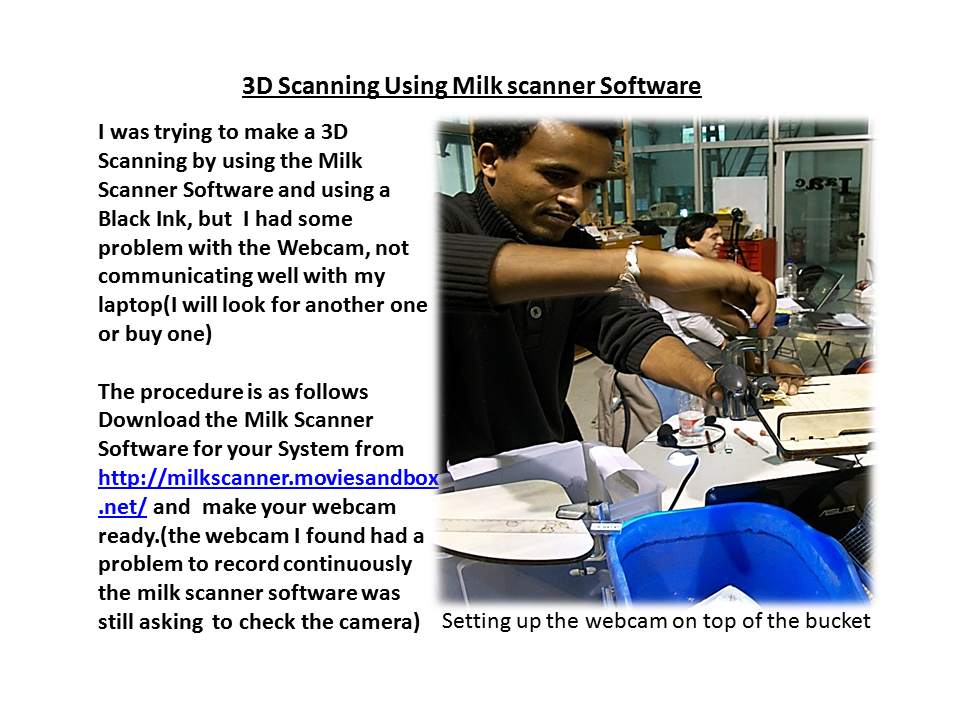 3D Scanning Using Milk scanner Software
I was trying to make a 3D
Scanning by using the Milk
Scanner Software and using a
Black Ink, but I had some
problem with the Webcam, not
communicating well with my
laptop(I will look for another one
or buy one)
The procedure is as follows
Download the Milk Scanner
Software for your System from
http://milkscanner.moviesandbox
.net/ and make your webcam
ready.(the webcam I found had a
problem to record continuously
the milk scanner software was
still asking to check the camera)
ASUS
Setting up the webcam on top of the bucket